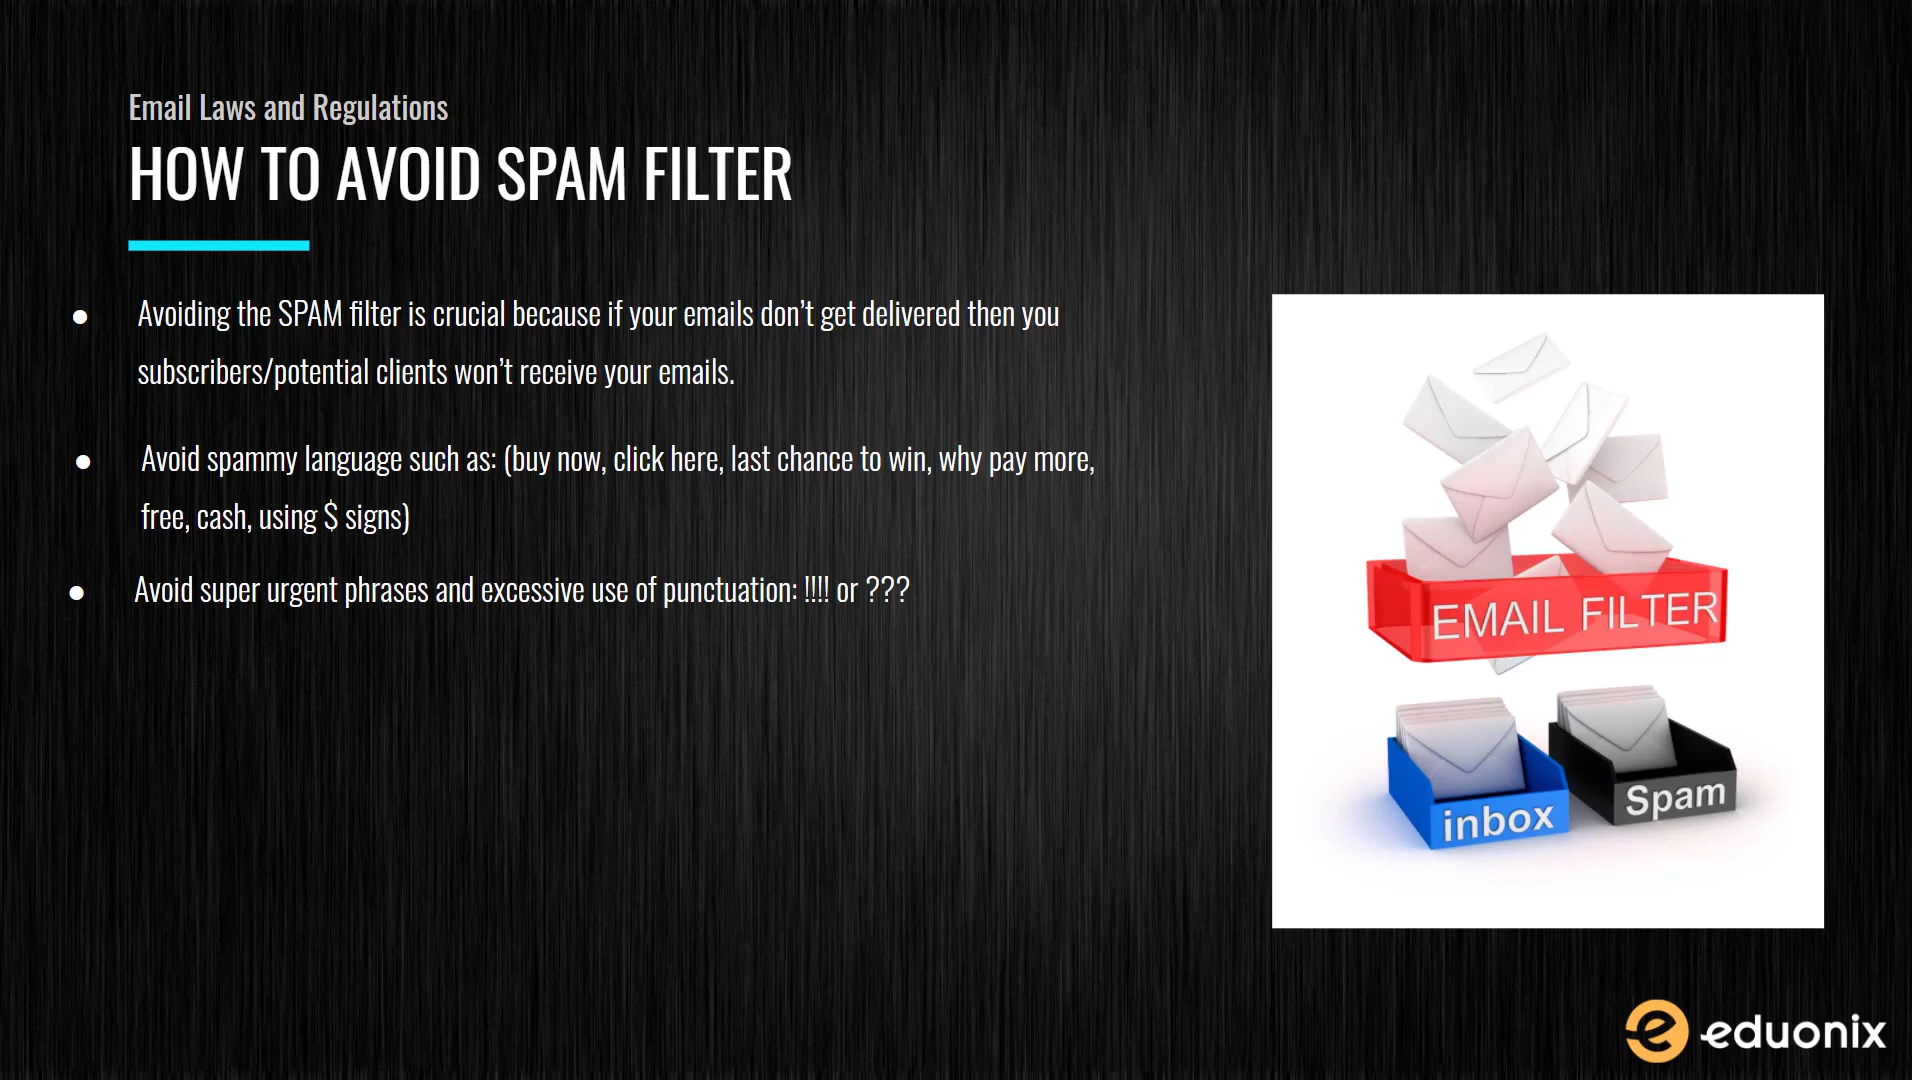 Email Laws and Regulations
HOW TO AVOID SPAM FILTER
● Avoiding the SPAM filter is crucial because if your emails don’t get delivered then you
subscribers/potential clients won’t receive your emails.
● Avoid spammy language such as: (buy now, click here, last chance to win, why pay more,
free, cash, using $ signs)
● Avoid super urgent phrases and excessive use of punctuation: !!!! or ???
EMAIL FILTER
inbox
Spam
eduonix